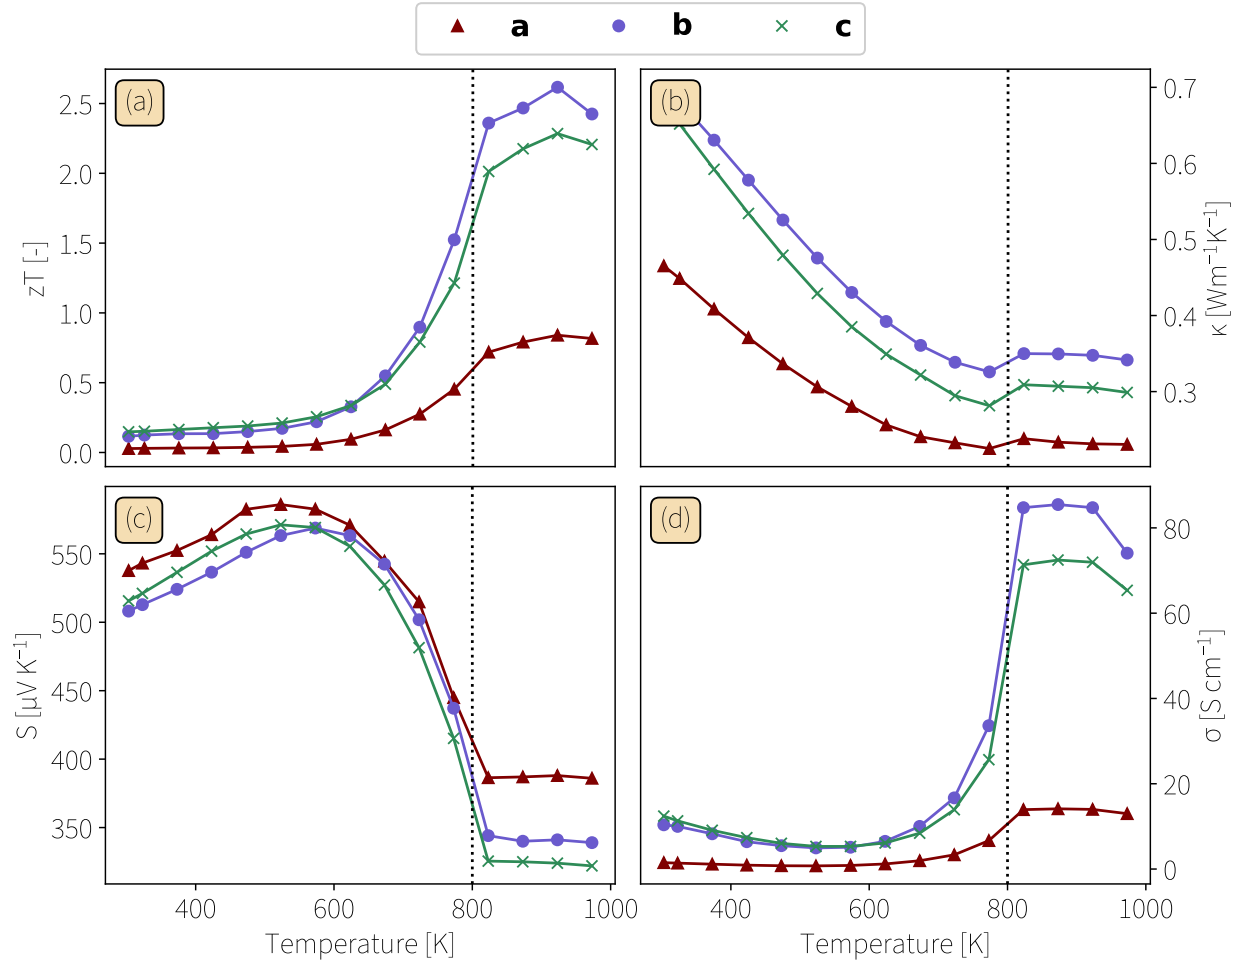 a b c
(a)
2.5
2.0
1.5
1.0
0.5
0.0
zT [-]
(b)
0.7
0.6
0.5
0.4
0.3
κ [Wm⁻¹K⁻¹]
(c)
550
500
450
400
350
S [µV K⁻¹]
400 600 800 1000
Temperature [K]
(d)
80
60
40
20
0
σ [S cm⁻¹]
400 600 800 1000
Temperature [K]